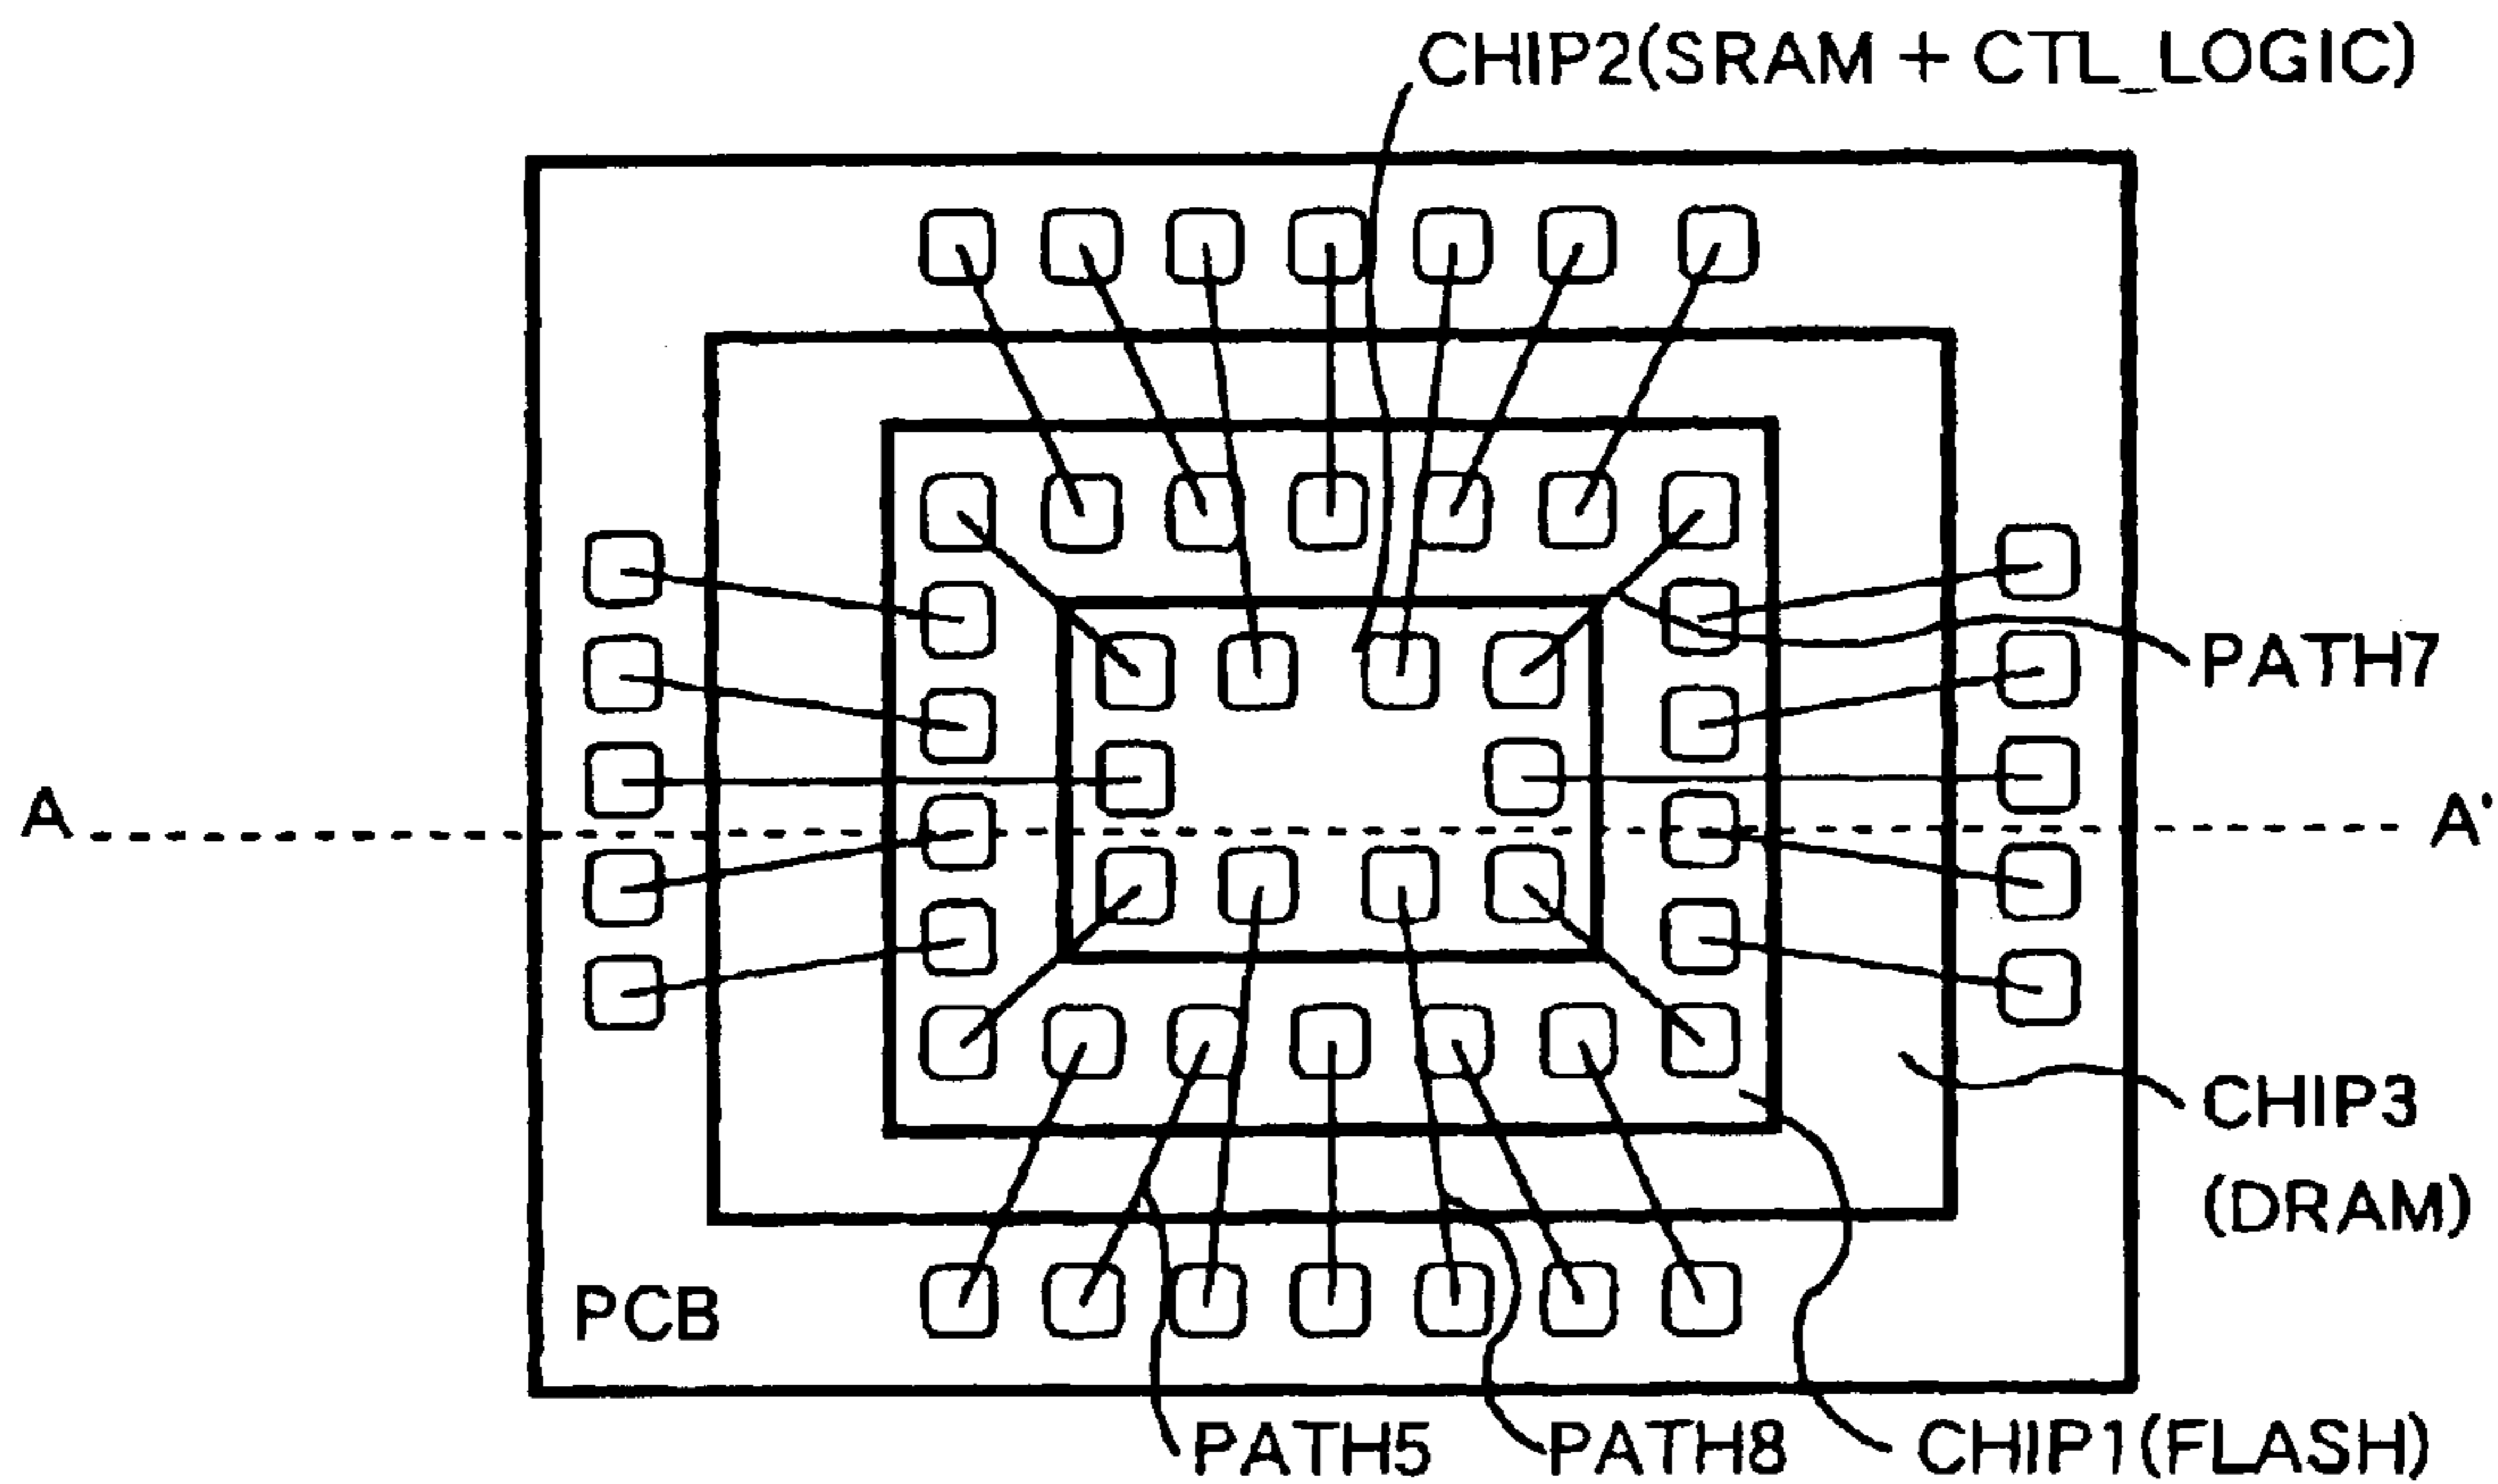 CHIP2(SRAM + CTL_LOGIC)
PATH7
A
A'
CHIP3
(DRAM)
PCB
PATH5
PATH8
CHIP1(FLASH)